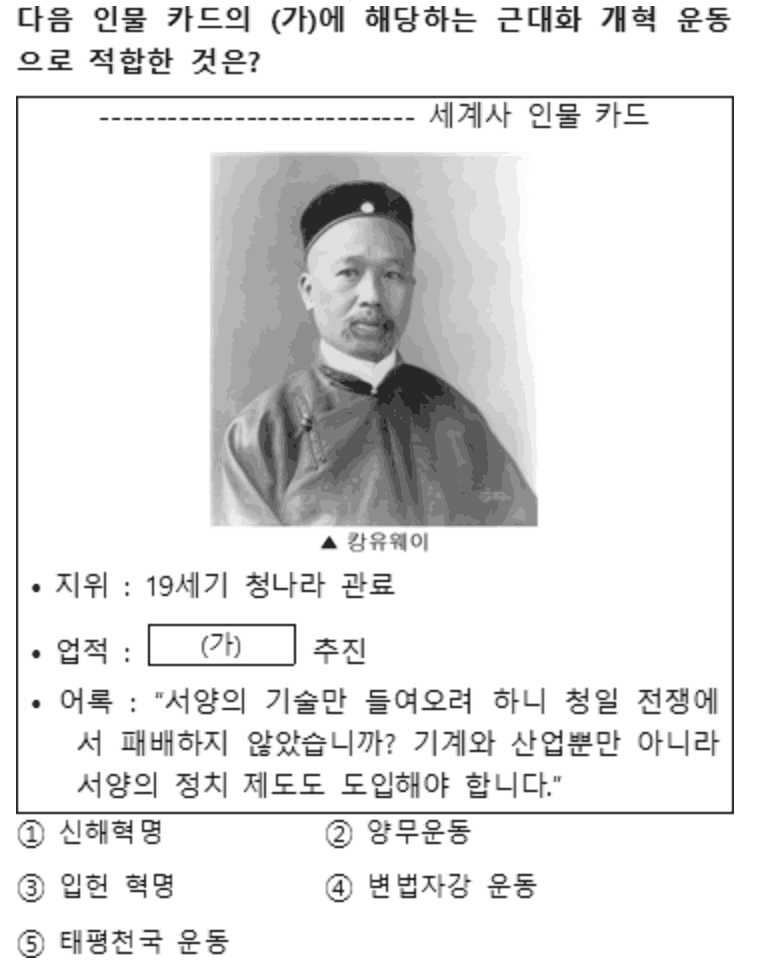 다음 인물 카드의 (가)에 해당하는 근대화 개혁 운동
으로 적합한 것은?
--------------------------- 세계사 인물 카드
▲ 캉유웨이
• 지위 : 19세기 청나라 관료
• 업적 : (가) 추진
• 어록 : “서양의 기술만 들여오려 하니 청일 전쟁에
서 패배하지 않았습니까? 기계와 산업뿐만 아니라
서양의 정치 제도도 도입해야 합니다.”
① 신해혁명 ② 양무운동
③ 입헌 혁명 ④ 변법자강 운동
⑤ 태평천국 운동